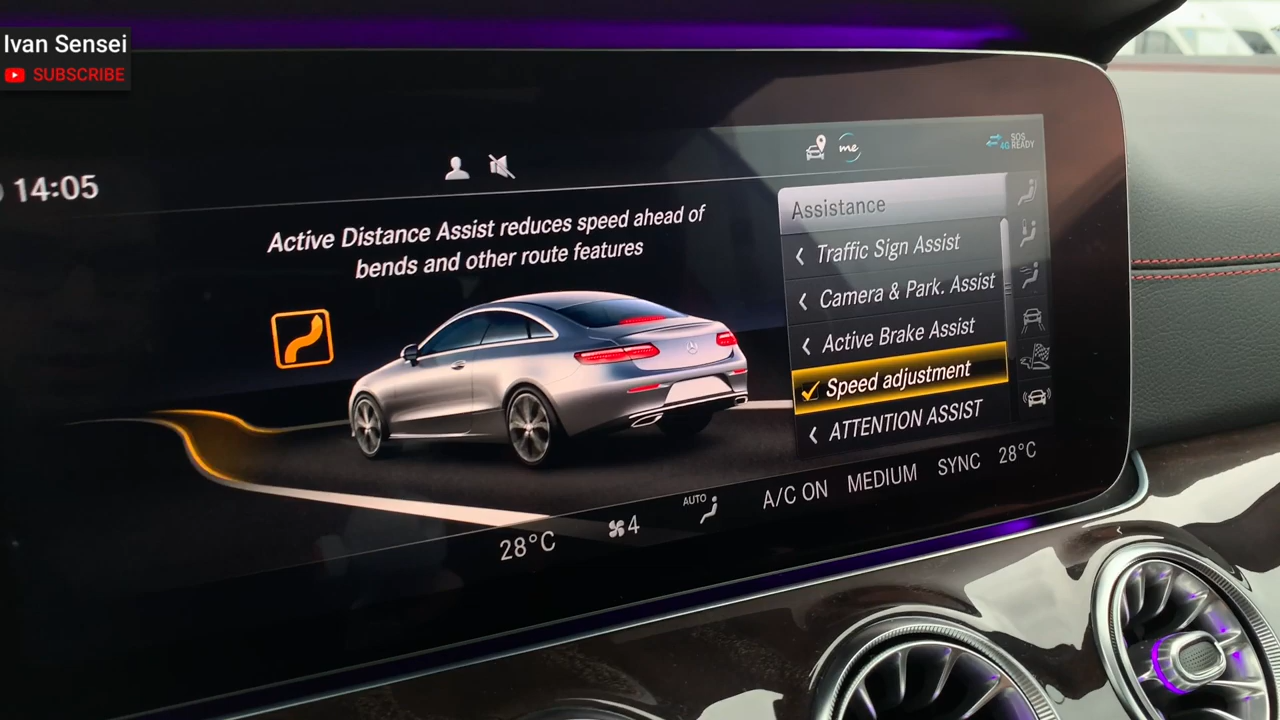 Ivan Sensei
SUBSCRIBE
14:05
me
4G
SOS
READY
Active Distance Assist reduces speed ahead of
bends and other route features
Assistance
Traffic Sign Assist
Camera & Park. Assist
Active Brake Assist
Speed adjustment
ATTENTION ASSIST
28°C
4
AUTO
A/C ON
MEDIUM
SYNC
28°C